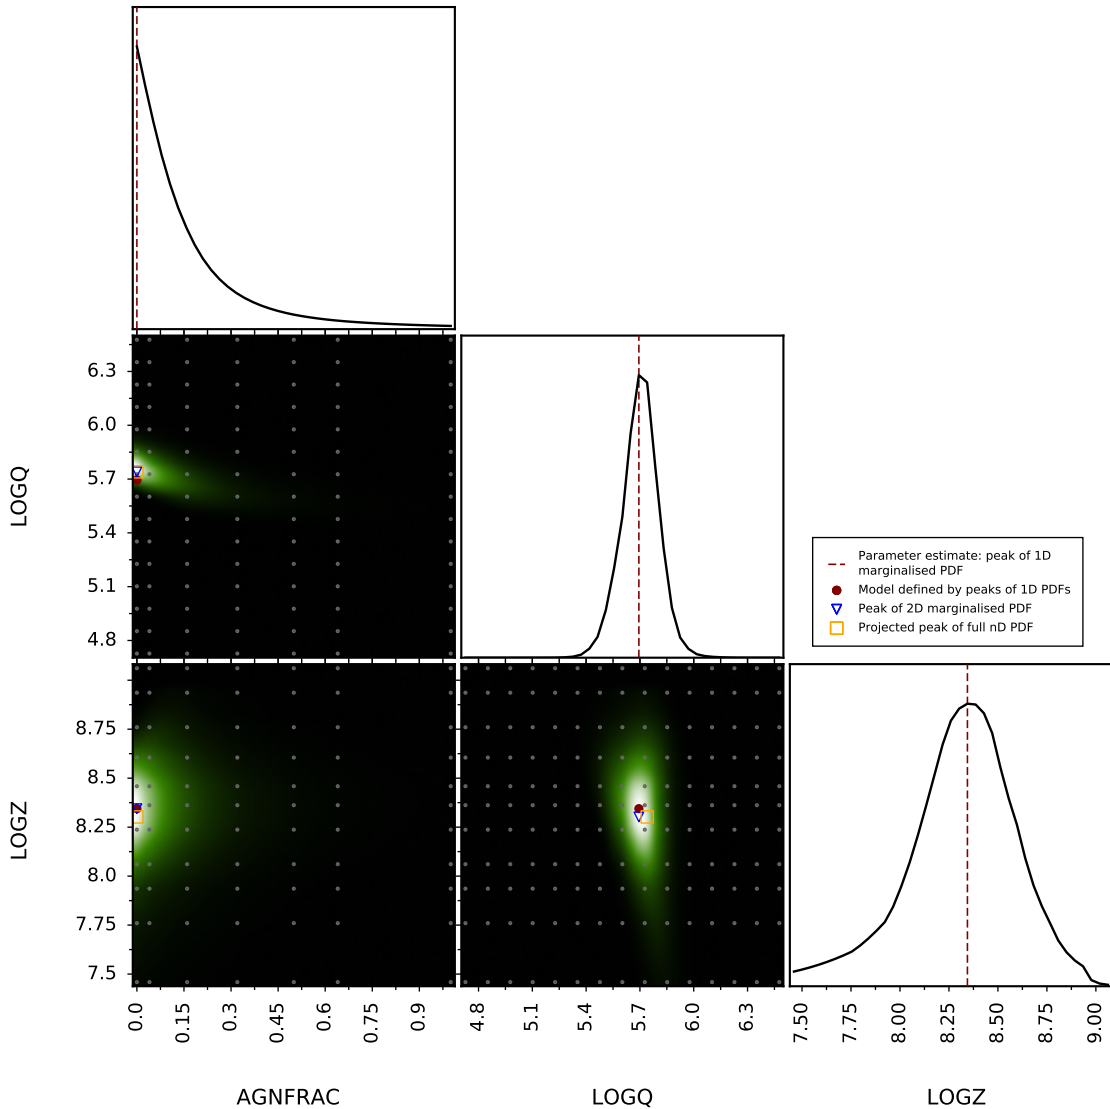 LOGQ
6.3
6.0
5.7
5.4
5.1
4.8
Parameter estimate: peak of 1D
marginalised PDF
Model defined by peaks of 1D PDFs
Peak of 2D marginalised PDF
Projected peak of full nD PDF
LOGZ
8.75
8.5
8.25
8.0
7.75
7.5
0.0 0.15 0.3 0.45 0.6 0.75 0.9
4.8 5.1 5.4 5.7 6.0 6.3
7.50 7.75 8.00 8.25 8.50 8.75 9.00
AGNFRAC LOGQ LOGZ